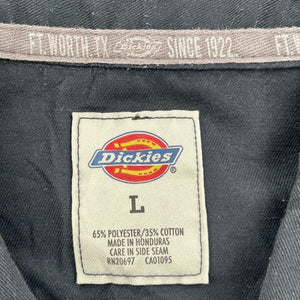 FT. WORTH TX Dickies SINCE 1922 FT. W
Dickies
L
65% POLYESTER/35% COTTON
MADE IN HONDURAS
CARE IN SIDE SEAM
RN20697 CA01095